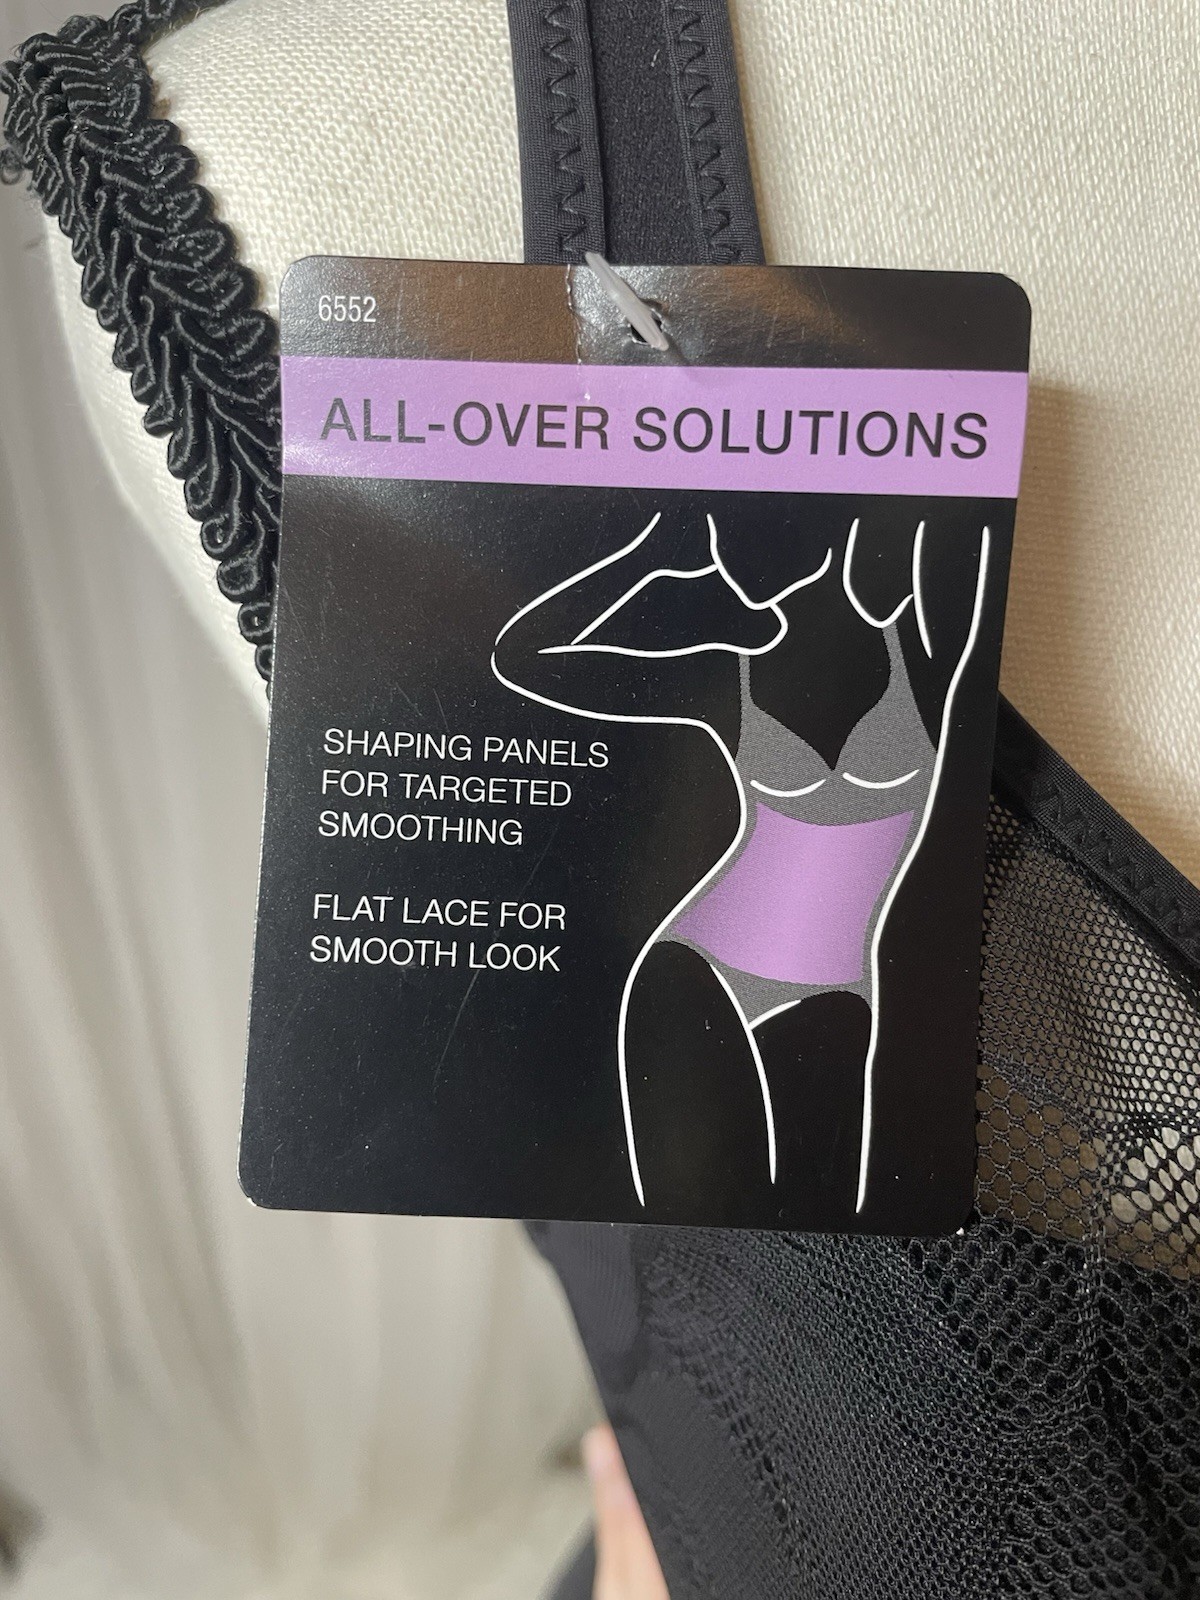 6552
ALL-OVER SOLUTIONS
SHAPING PANELS
FOR TARGETED
SMOOTHING
FLAT LACE FOR
SMOOTH LOOK